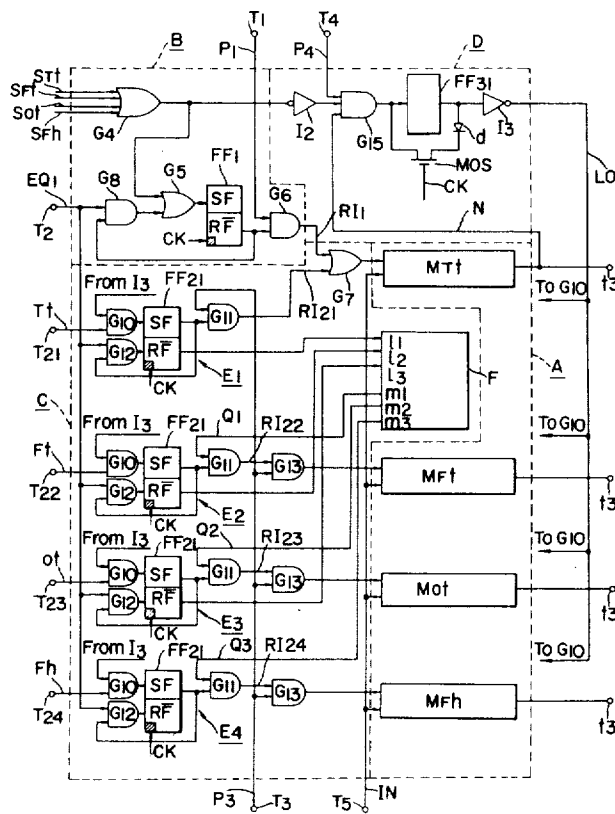 T1 T4
B P1 P4 D
STt
SFt
Sot
SFh
G4 I2 G15 FF31 I3
d
MOS
CK
LO
EQ1 G8 G5 FF1
SF
RF̅
G6
T2 CK RI1 N
From I3 FF21 G7 MTt t3
To G10
Tt G10 SF G11 RI21
T21 G12 RF̅
CK E1
l1
l2
l3
m1
m2
m3
F A
C From I3 FF21 Q1 RI22 To G10
Ft G10 SF G11 G13 MFt
T22 G12 RF̅ t3
CK E2
Q2
From I3 FF21 RI23 To G10
ot G10 SF G11 G13 Mot
T23 G12 RF̅ t3
CK E3
From I3 FF21 Q3 RI24 To G10
Fh G10 SF G11 G13 MFh
T24 G12 RF̅ t3
CK E4
P3 IN
T3 T5